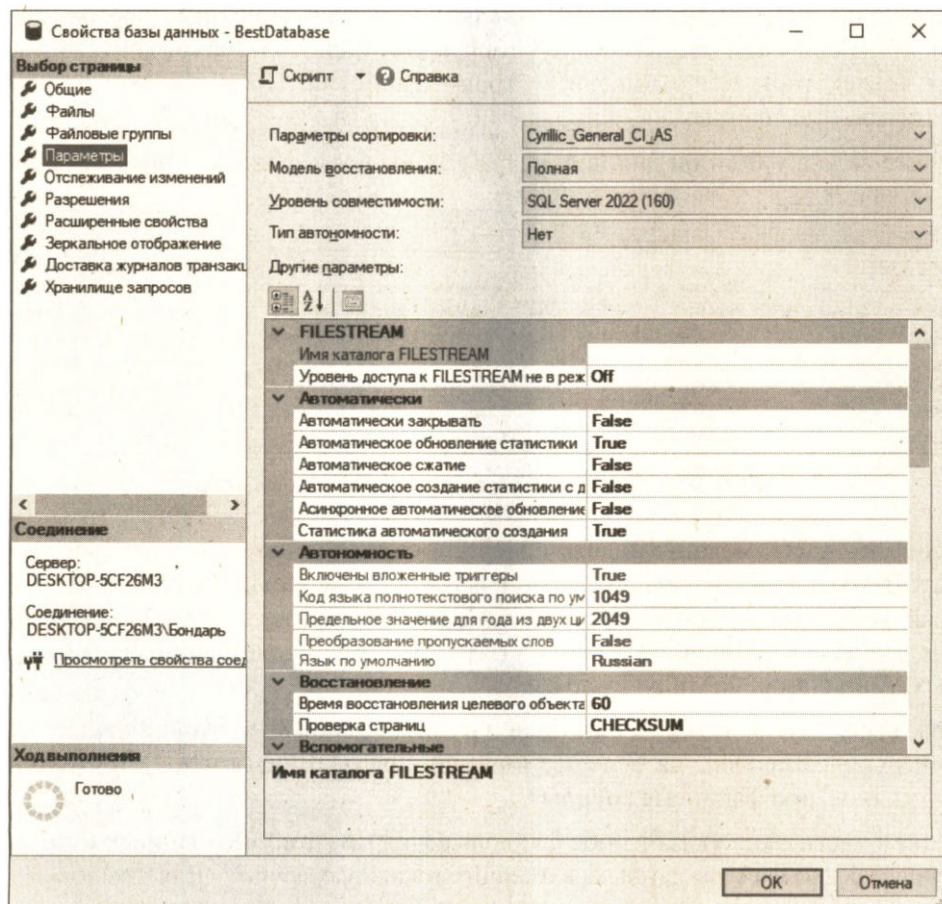 Свойства базы данных - BestDatabase
Выбор страницы
Общие
Файлы
Файловые группы
Параметры
Отслеживание изменений
Разрешения
Расширенные свойства
Зеркальное отображение
Доставка журналов транзакц
Хранилище запросов
Скрипт
Справка
Параметры сортировки: Cyrillic_General_CI_AS
Модель восстановления: Полная
Уровень совместимости: SQL Server 2022 (160)
Тип автономности: Нет
Другие параметры:
FILESTREAM
Имя каталога FILESTREAM
Уровень доступа к FILESTREAM не в реж Off
Автоматически
Автоматически закрывать False
Автоматическое обновление статистики True
Автоматическое сжатие False
Автоматическое создание статистики с д False
Асинхронное автоматическое обновление False
Статистика автоматического создания True
Автономность
Включены вложенные триггеры True
Код языка полнотекстового поиска по ум 1049
Предельное значение для года из двух ци 2049
Преобразование пропускаемых слов False
Язык по умолчанию Russian
Восстановление
Время восстановления целевого объекта 60
Проверка страниц CHECKSUM
Вспомогательные
Имя каталога FILESTREAM
Соединение
Сервер:
DESKTOP-5CF26M3
Соединение:
DESKTOP-5CF26M3\Бондарь
Просмотреть свойства соед
Ход выполнения
Готово
OK
Отмена